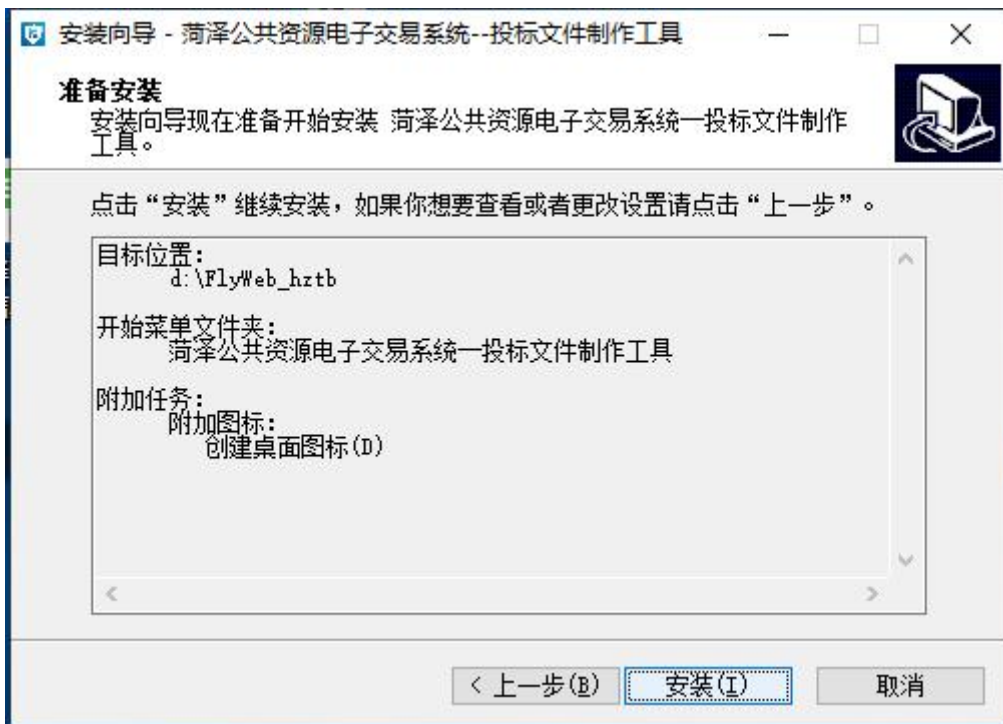 安装向导 - 菏泽公共资源电子交易系统--投标文件制作工具
准备安装
安装向导现在准备开始安装 菏泽公共资源电子交易系统—投标文件制作
工具。
点击“安装”继续安装，如果你想要查看或者更改设置请点击“上一步”。
目标位置：
d:\FlyWeb_hztb
开始菜单文件夹：
菏泽公共资源电子交易系统—投标文件制作工具
附加任务：
附加图标：
创建桌面图标(D)
< 上一步(B) 安装(I) 取消